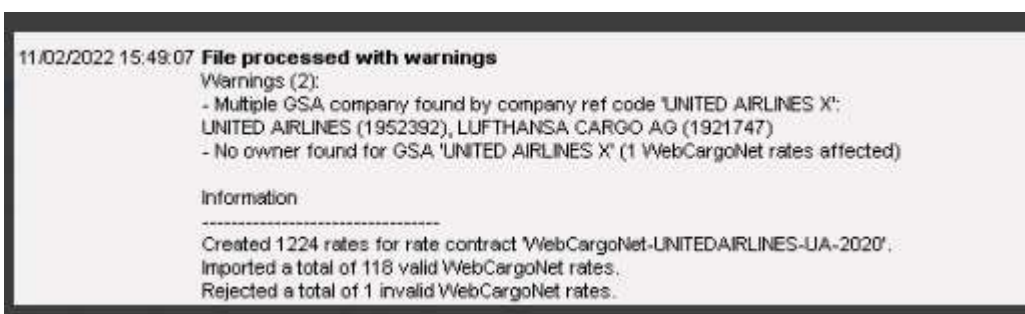 11/02/2022 15:49:07 File processed with warnings
Warnings (2):
- Multiple GSA company found by company ref code 'UNITED AIRLINES X':
UNITED AIRLINES (1952392), LUFTHANSA CARGO AG (1921747)
- No owner found for GSA 'UNITED AIRLINES X' (1 WebCargoNet rates affected)
Information
----------------------------------
Created 1224 rates for rate contract 'WebCargoNet-UNITEDAIRLINES-UA-2020'.
Imported a total of 118 valid WebCargoNet rates.
Rejected a total of 1 invalid WebCargoNet rates.